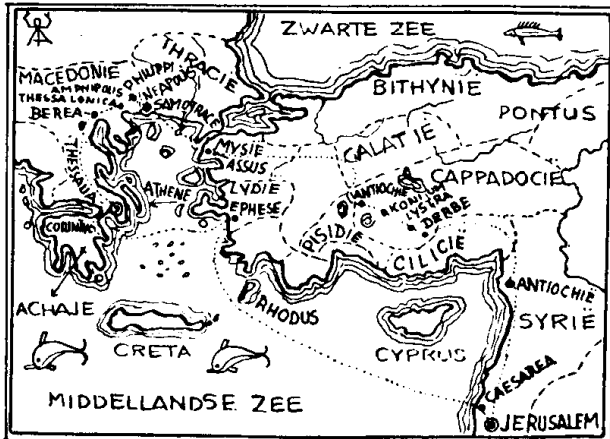 ZWARTE ZEE
THRACIE
MACEDONIE
PHILIPPI
AMPHIPOLIS
NEAPOLIS
THESSALONICA
SAMOTRACE
BEREA
BITHYNIE
PONTUS
GALATIE
MYSIE
ASSUS
THESSALIA
CAPPADOCIE
ATHENE
LYDIE
ANTIOCHIE
IKONIUM
LYSTRA
EPHESE
DERBE
PISIDIE
CORINTHE
CILICIE
ANTIOCHIE
ACHAJE
RHODUS
SYRIE
CRETA
CYPRUS
CAESAREA
MIDDELLANDSE ZEE
JERUSALEM